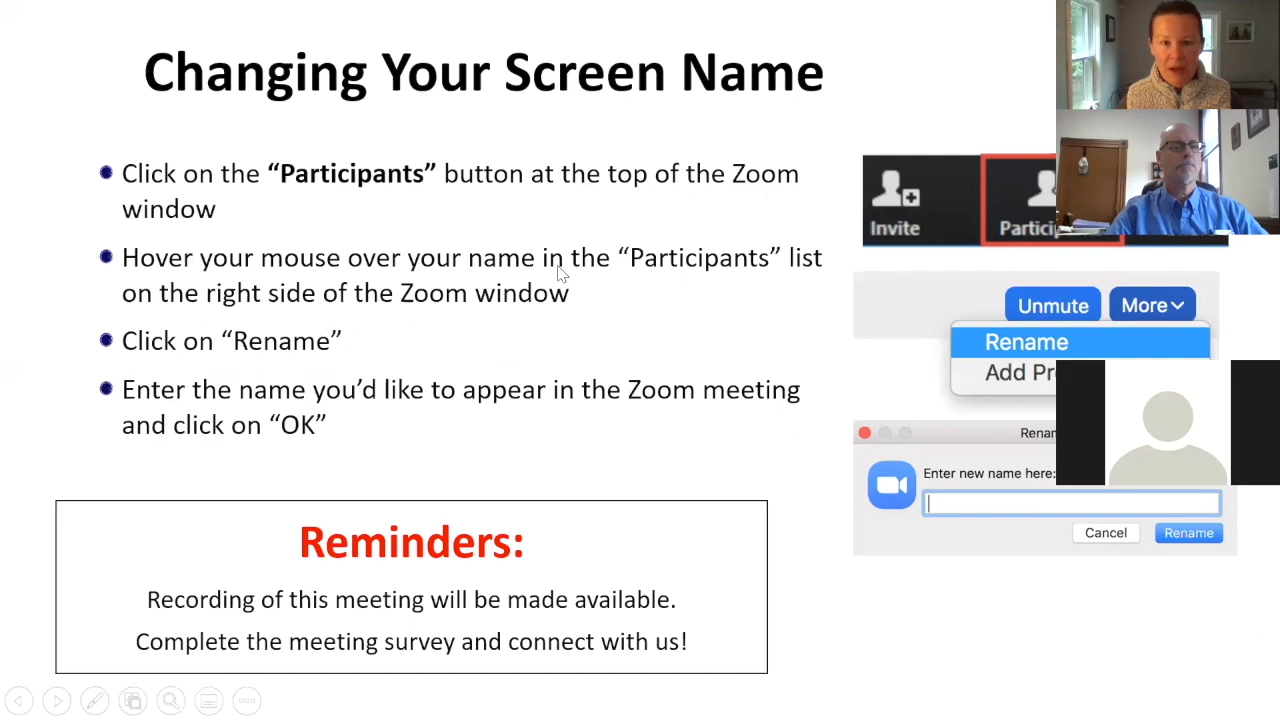 Changing Your Screen Name
Click on the “Participants” button at the top of the Zoom
window
Hover your mouse over your name in the “Participants” list
on the right side of the Zoom window
Click on “Rename”
Enter the name you’d like to appear in the Zoom meeting
and click on “OK”
Reminders:
Recording of this meeting will be made available.
Complete the meeting survey and connect with us!
Invite
Unmute
More
Rename
Add
Enter new name here:
Cancel
Rename